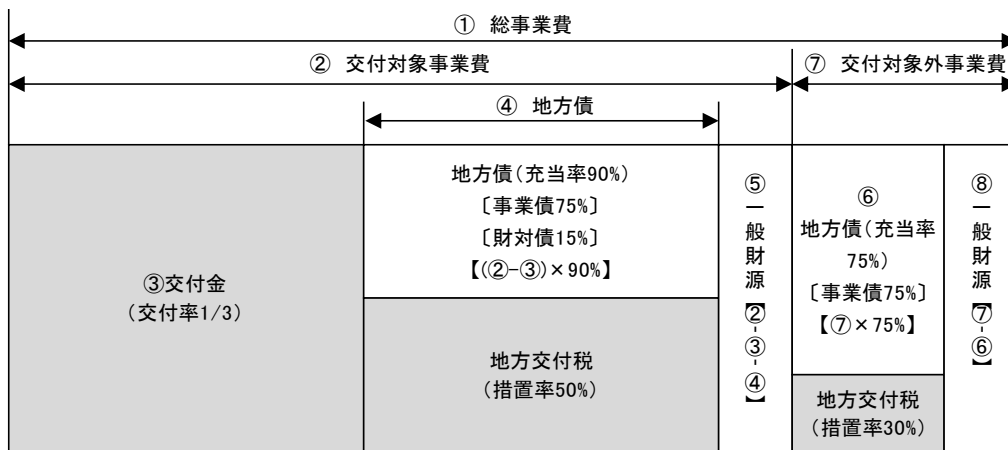 ① 総事業費
② 交付対象事業費
⑦ 交付対象外事業費
④ 地方債
③交付金
(交付率1/3)
地方債(充当率90%)
〔事業債75%〕
〔財対債15%〕
【(②-③)×90%】
地方交付税
(措置率50%)
⑤一般財源【②-③-④】
⑥
地方債(充当率
75%)
〔事業債75%〕
【⑦×75%】
地方交付税
(措置率30%)
⑧一般財源【⑦-⑥】